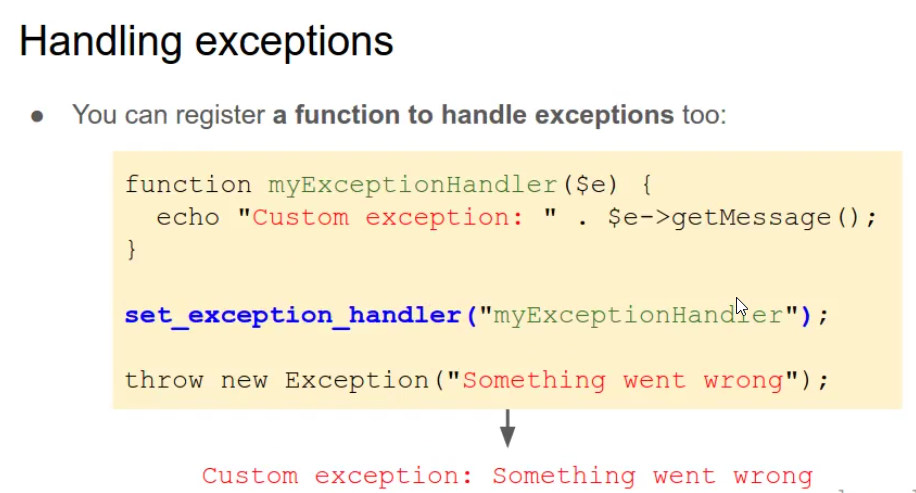 Handling exceptions
● You can register a function to handle exceptions too:
function myExceptionHandler($e) {
  echo "Custom exception: " . $e->getMessage();
}
set_exception_handler("myExceptionHandler");
throw new Exception("Something went wrong");
Custom exception: Something went wrong